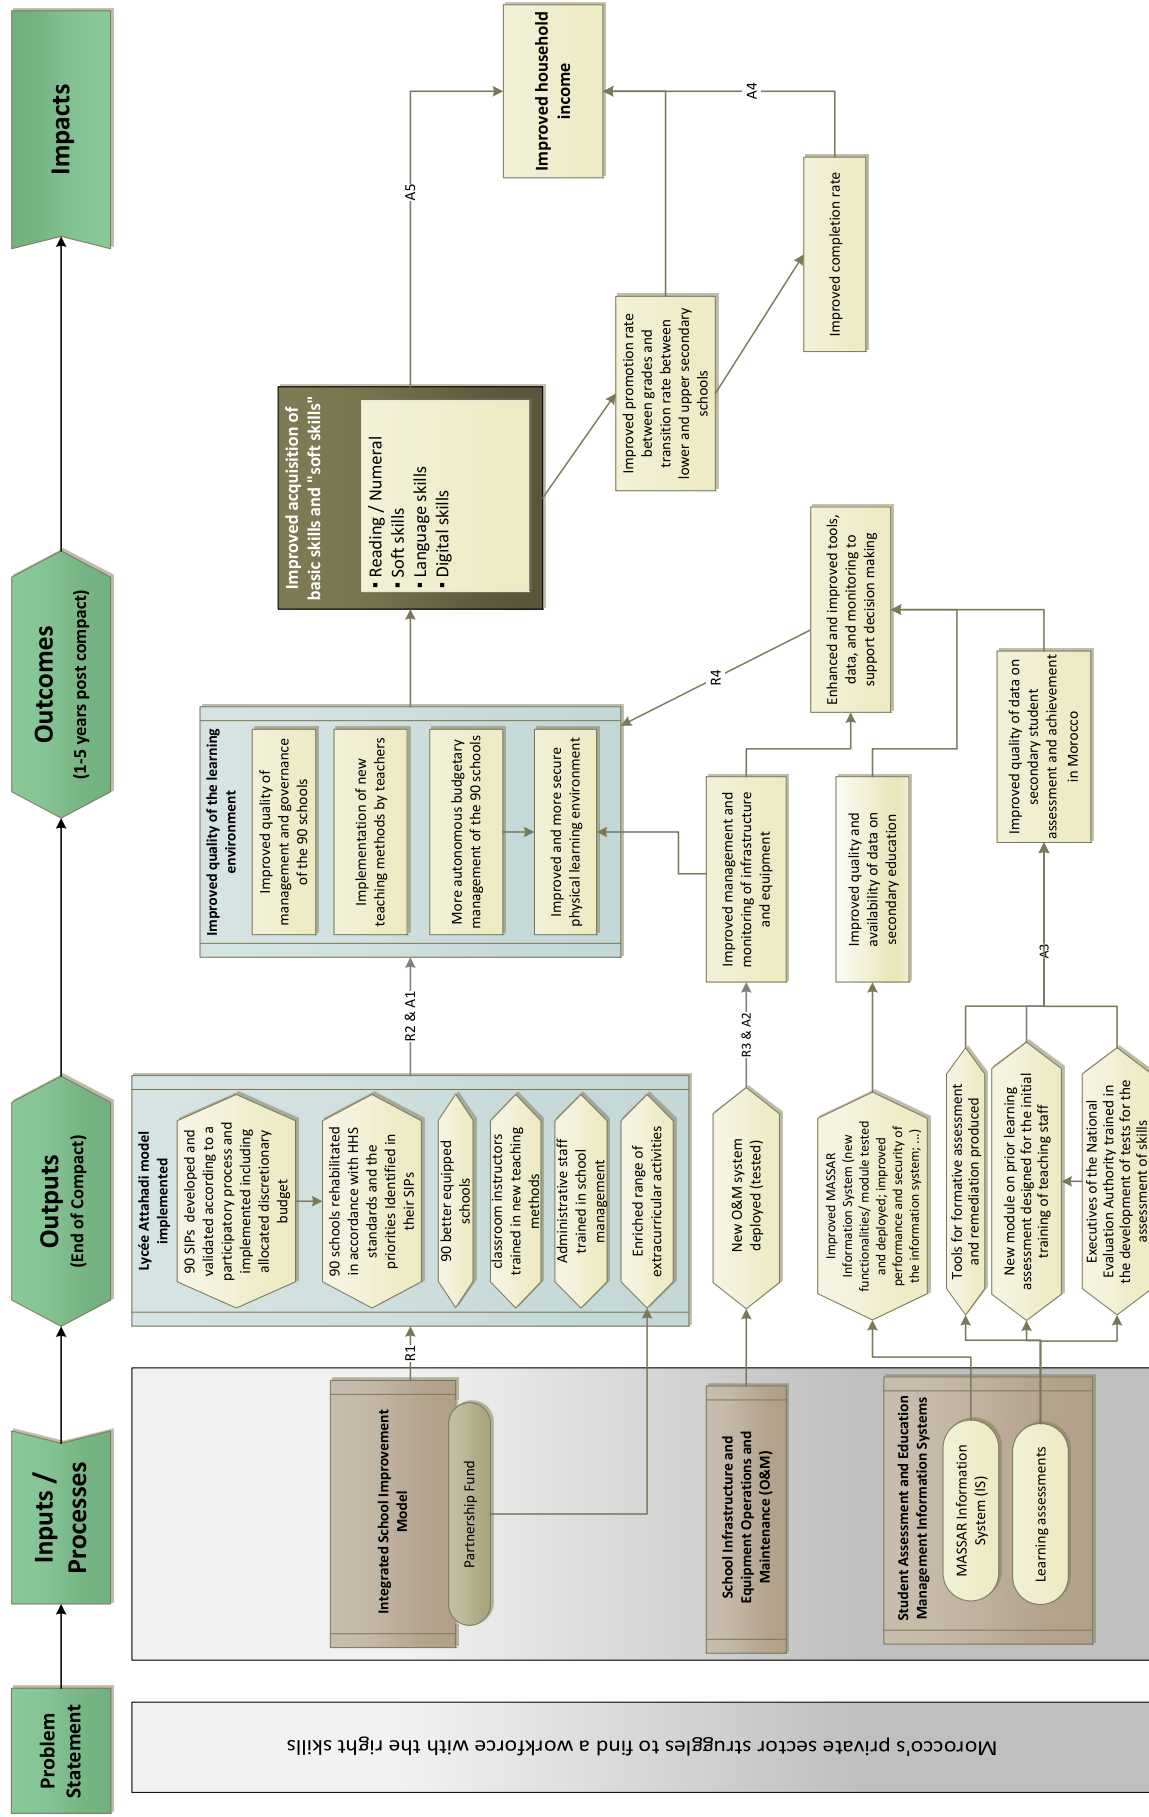 Problem
Statement
Inputs /
Processes
Outputs
(End of Compact)
Outcomes
(1-5 years post compact)
Impacts
Morocco's private sector struggles to find a workforce with the right skills
Integrated School Improvement
Model
Partnership Fund
School Infrastructure and
Equipment Operations and
Maintenance (O&M)
Student Assessment and Education
Management Information Systems
MASSAR Information
System (IS)
Learning assessments
R1
Lycée Attahadi model
implemented
90 SIPs developed and
validated according to a
participatory process and
implemented including
allocated discretionary
budget
90 schools rehabilitated
in accordance with HHS
standards and the
priorities Identified in
their SIPs
90 better equipped
schools
classroom instructors
trained in new teaching
methods
Administrative staff
trained in school
management
Enriched range of
extracurricular activities
New O&M system
deployed (tested)
Improved MASSAR
Information System (new
functionalities/ module tested
and deployed; improved
performance and security of
the information system; ...)
Tools for formative assessment
and remediation produced
New module on prior learning
assessment designed for the initial
training of teaching staff
Executives of the National
Evaluation Authority trained in
the development of tests for the
assessment of skills
R2 & A1
R3 & A2
A3
Improved quality of the learning
environment
Improved quality of
management and governance
of the 90 schools
Implementation of new
teaching methods by teachers
More autonomous budgetary
management of the 90 schools
Improved and more secure
physical learning environment
Improved management and
monitoring of infrastructure
and equipment
Improved quality and
availability of data on
secondary education
Improved quality of data on
secondary student
assessment and achievement
in Morocco
R4
Enhanced and improved tools,
data, and monitoring to
support decision making
Improved acquisition of
basic skills and "soft skills"
▪ Reading / Numeral
▪ Soft skills
▪ Language skills
▪ Digital skills
Improved promotion rate
between grades and
transition rate between
lower and upper secondary
schools
Improved completion rate
A5
A4
Improved household
income